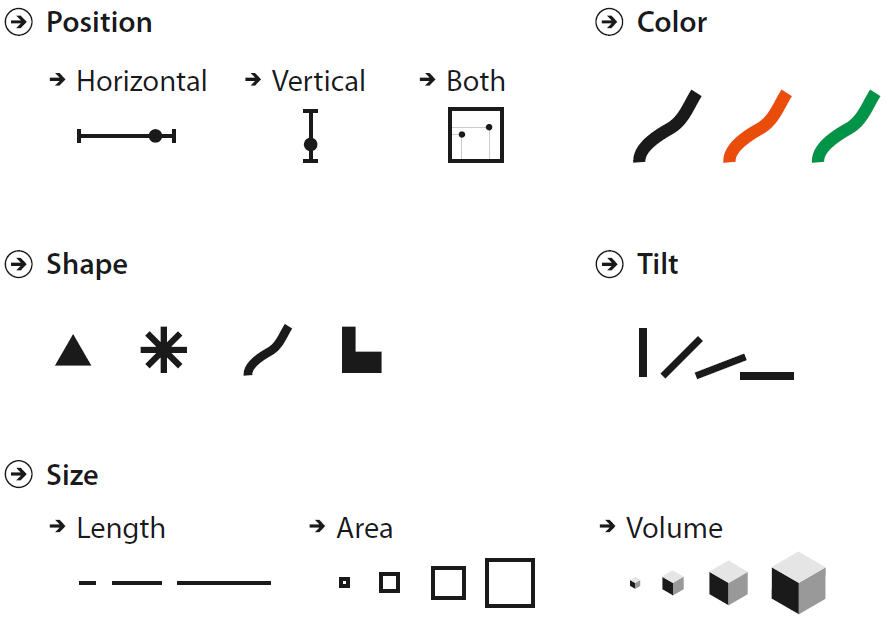 Position
Horizontal
Vertical
Both
Color
Shape
Tilt
Size
Length
Area
Volume